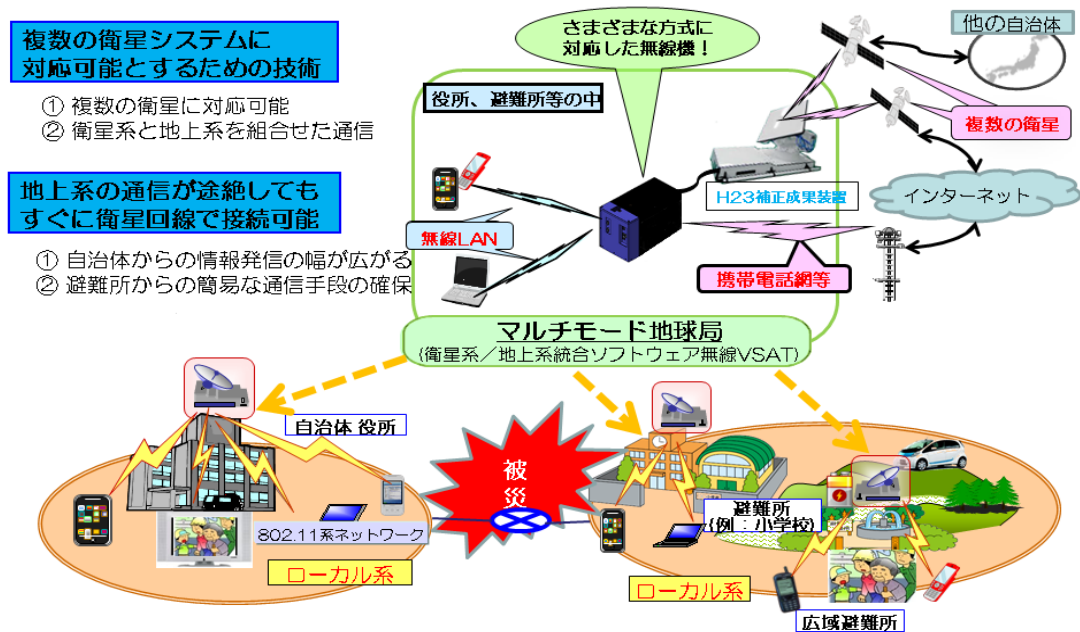 複数の衛星システムに
対応可能とするための技術
① 複数の衛星に対応可能
② 衛星系と地上系を組合せた通信
地上系の通信が途絶しても
すぐに衛星回線で接続可能
① 自治体からの情報発信の幅が広がる
② 避難所からの簡易な通信手段の確保
さまざまな方式に
対応した無線機！
役所、避難所等の中
他の自治体
複数の衛星
H23補正成果装置
インターネット
無線LAN
携帯電話網等
マルチモード地球局
(衛星系／地上系統合ソフトウェア無線VSAT)
自治体 役所
被
災
802.11系ネットワーク
ローカル系
避難所
(例：小学校)
ローカル系
広域避難所